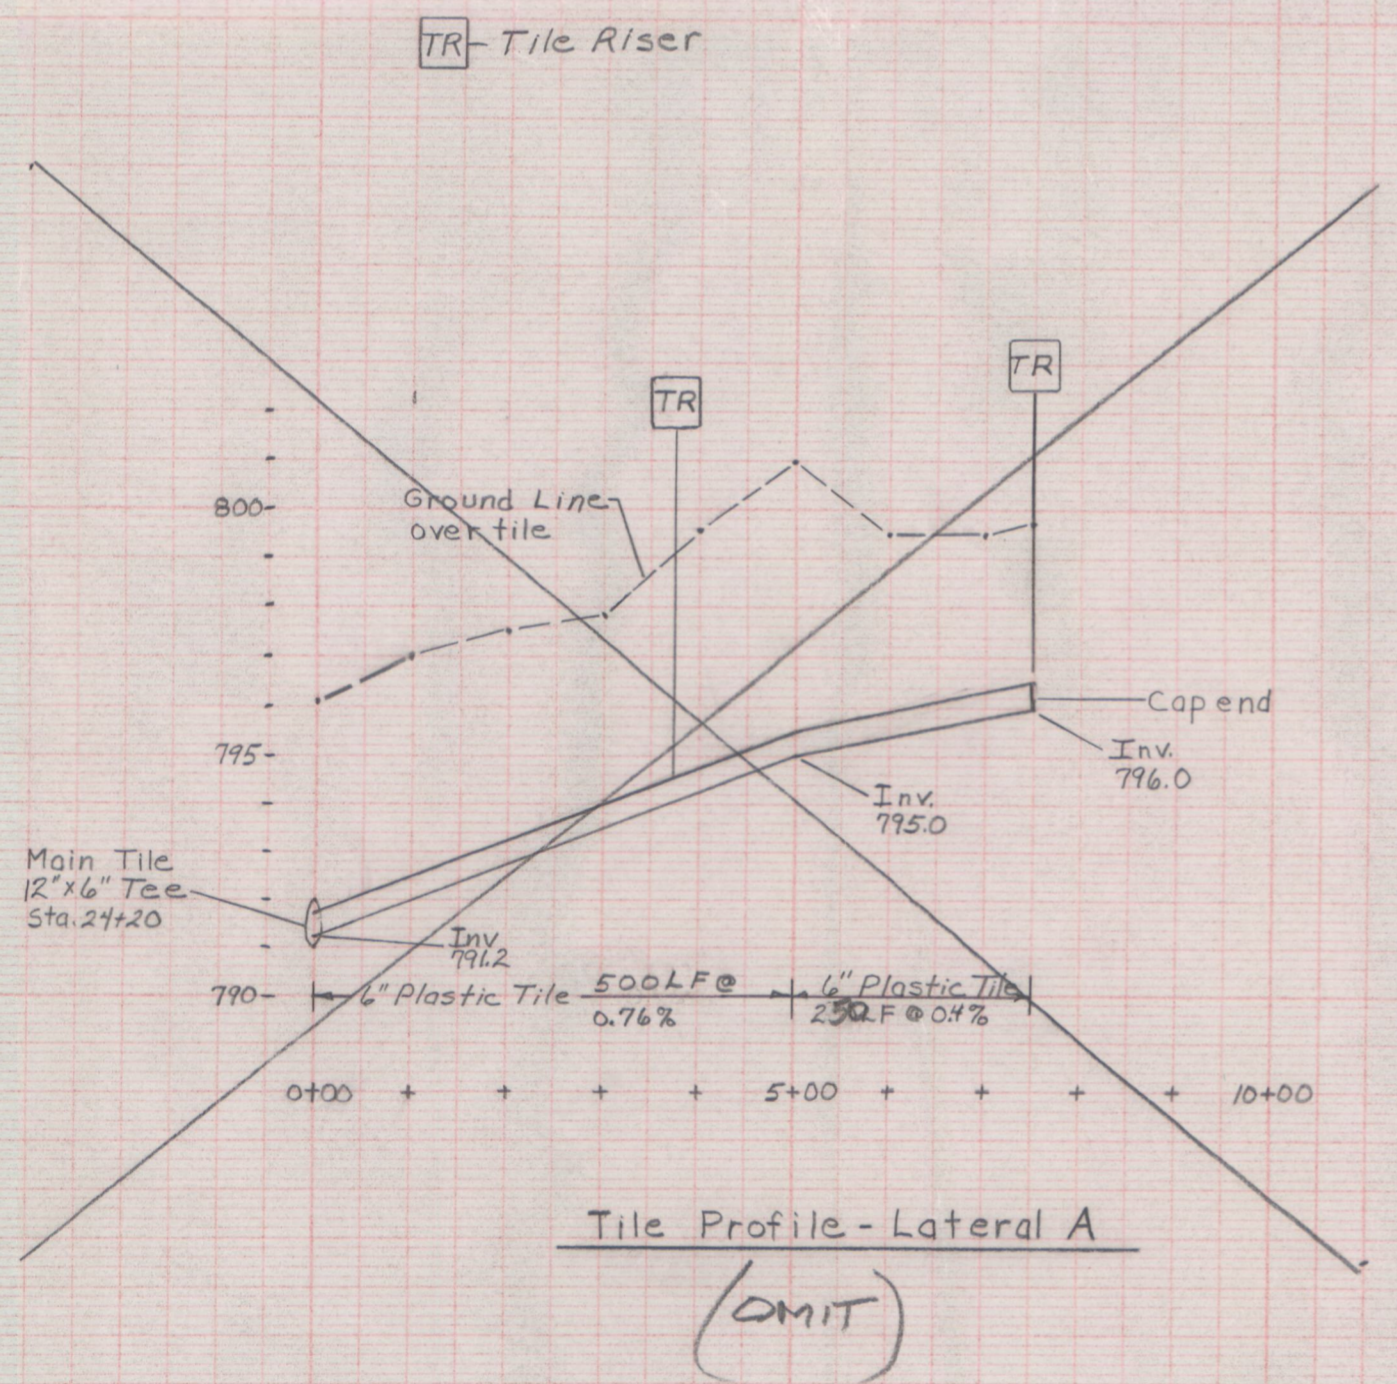 TR - Tile Riser
TR
TR
Ground Line
over tile
800-
795-
790-
Cap end
Inv.
796.0
Inv.
795.0
Main Tile
12"x6" Tee
Sta. 24+20
Inv
791.2
6" Plastic Tile 500 LF @
0.76%
6" Plastic Tile
250 LF @ 0.4%
0+00 + + + + 5+00 + + + + 10+00
Tile Profile - Lateral A
(OMIT)